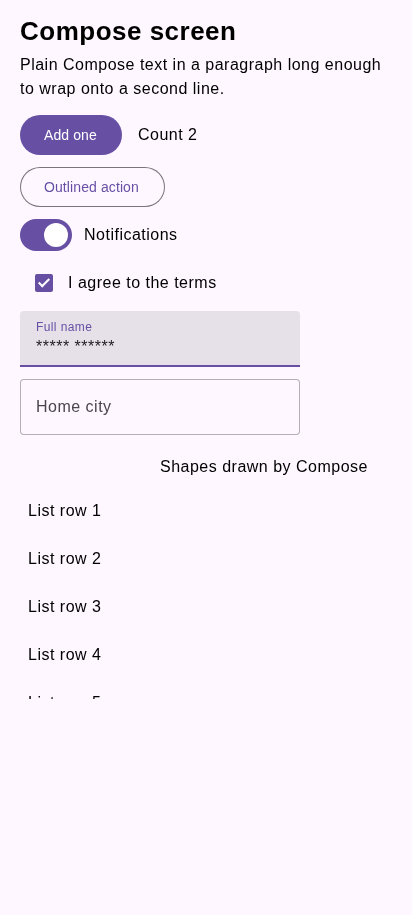 Compose screen
Plain Compose text in a paragraph long enough
to wrap onto a second line.
Add one
Count 2
Outlined action
Notifications
I agree to the terms
Full name
***** ******
Home city
Shapes drawn by Compose
List row 1
List row 2
List row 3
List row 4